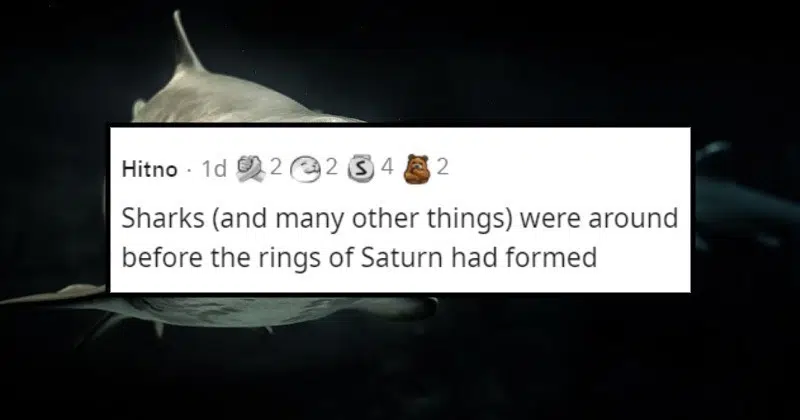 Hitno · 1d 2 2 S 4 2
Sharks (and many other things) were around
before the rings of Saturn had formed